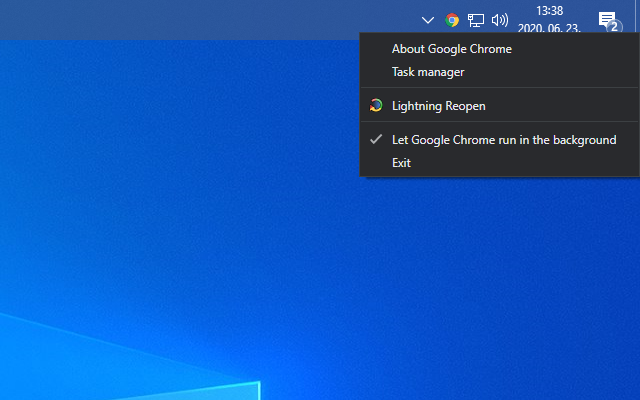 13:38
2020. 06. 23.
2
About Google Chrome
Task manager
Lightning Reopen
Let Google Chrome run in the background
Exit